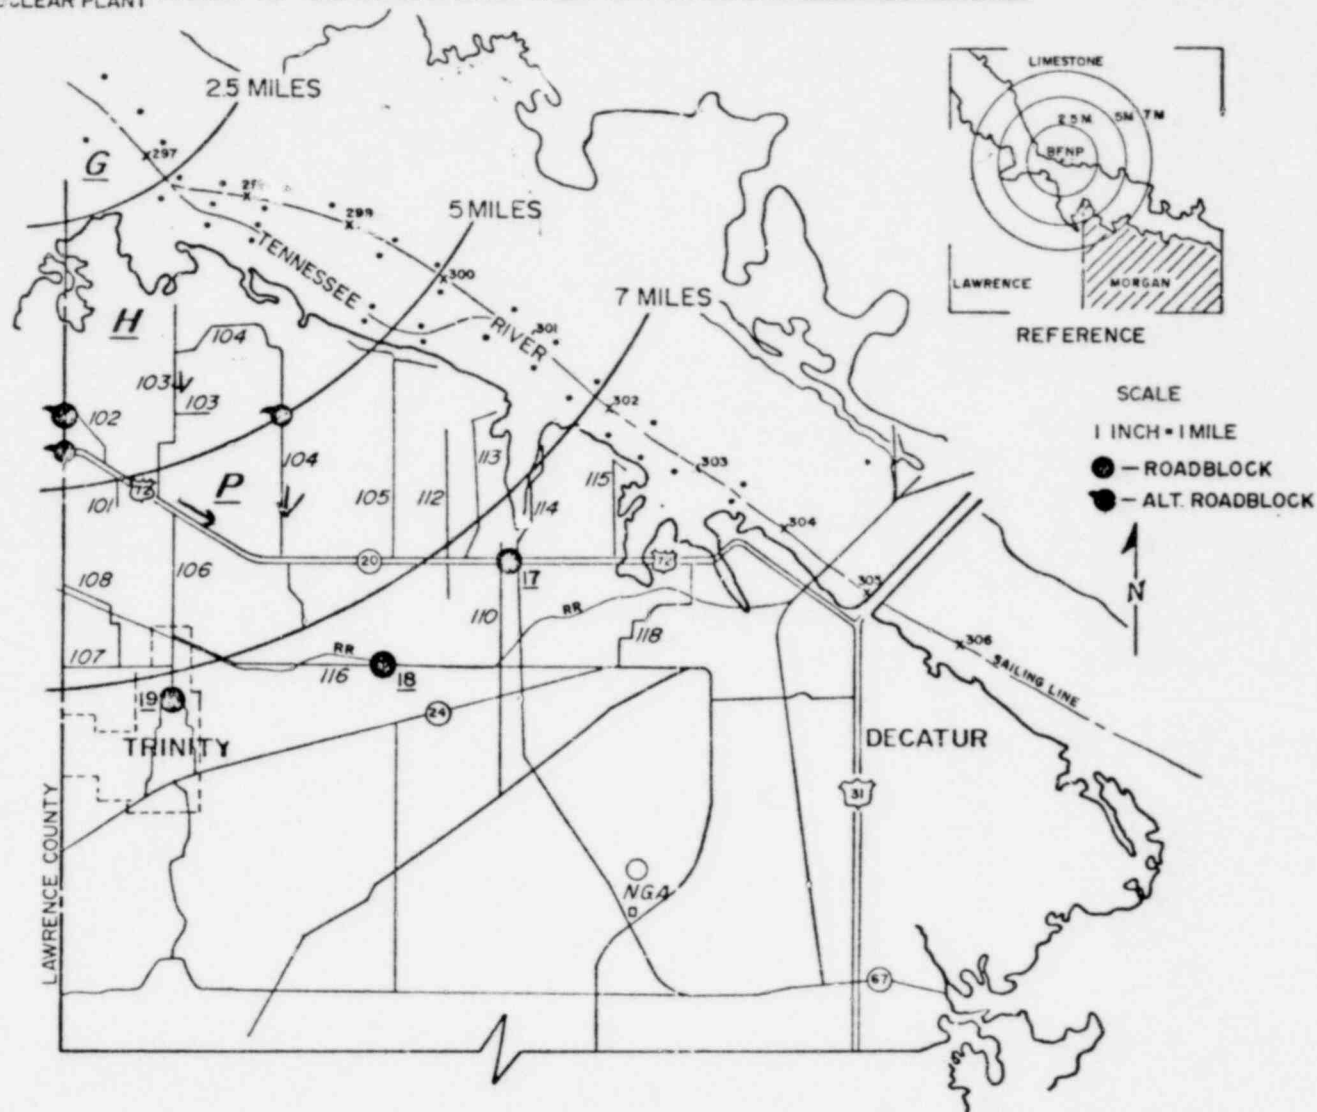 CLEAR PLANT
2.5 MILES
G
297
299
5 MILES
300
TENNESSEE RIVER
301
7 MILES
302
303
304
305
306
SAILING LINE
LIMESTONE
2.5 M
5M
7M
BFNP
LAWRENCE
MORGAN
REFERENCE
SCALE
1 INCH = 1 MILE
— ROADBLOCK
— ALT. ROADBLOCK
N
H
104
103
103
102
104
101
72
P
105
112
113
114
115
20
17
72
108
106
110
RR
118
107
RR
116
18
19
24
TRINITY
DECATUR
31
LAWRENCE COUNTY
NGA
67